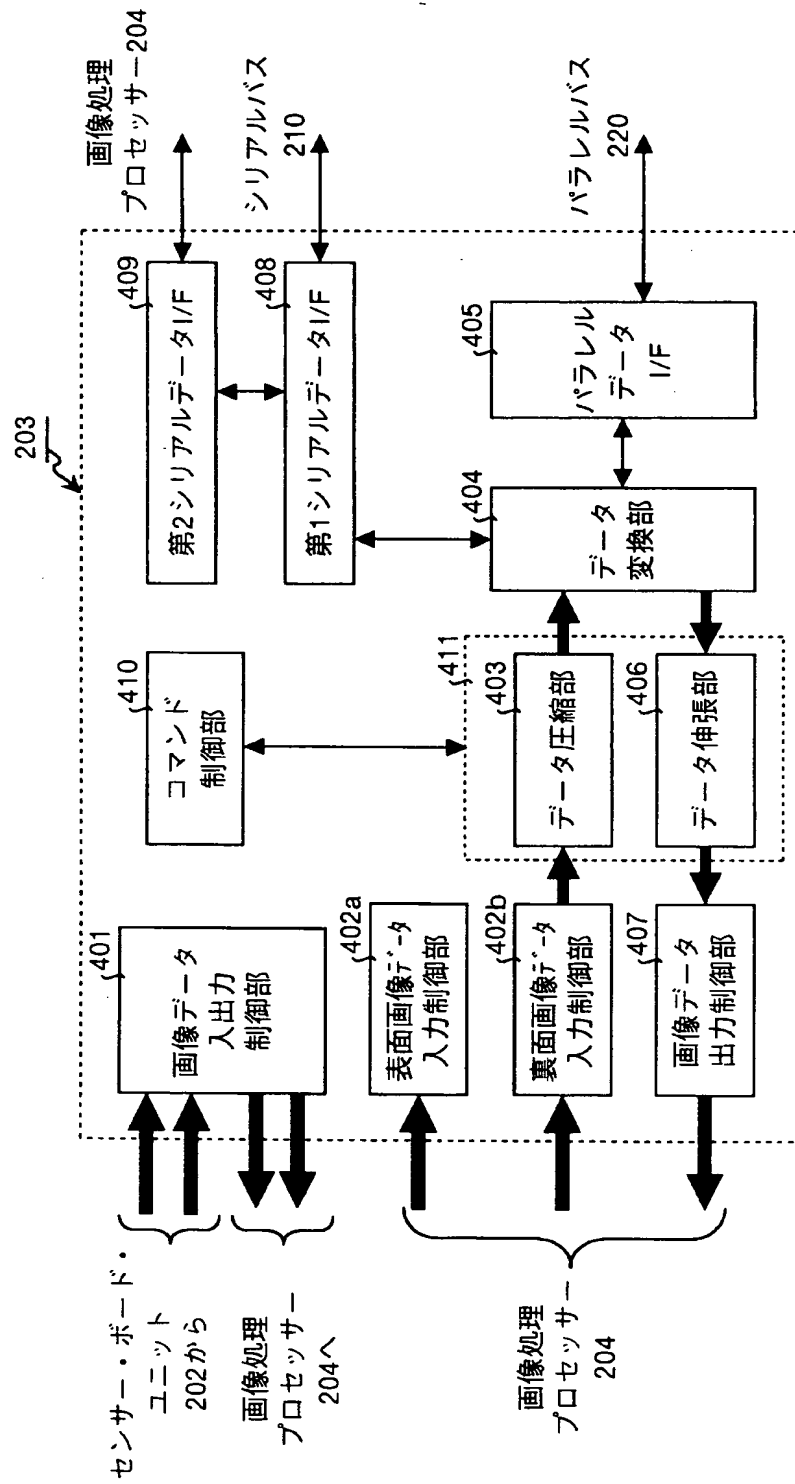 203
センサー・ボード・
ユニット
202から
画像処理
プロセッサー
204へ
画像処理
プロセッサー
204
401
画像データ
入出力
制御部
402a
表面画像データ
入力制御部
402b
裏面画像データ
入力制御部
407
画像データ
出力制御部
410
コマンド
制御部
411
403
データ圧縮部
406
データ伸張部
404
データ
変換部
405
パラレル
データ
I/F
409
第2シリアルデータI/F
408
第1シリアルデータI/F
画像処理
プロセッサー204
シリアルバス
210
パラレルバス
220